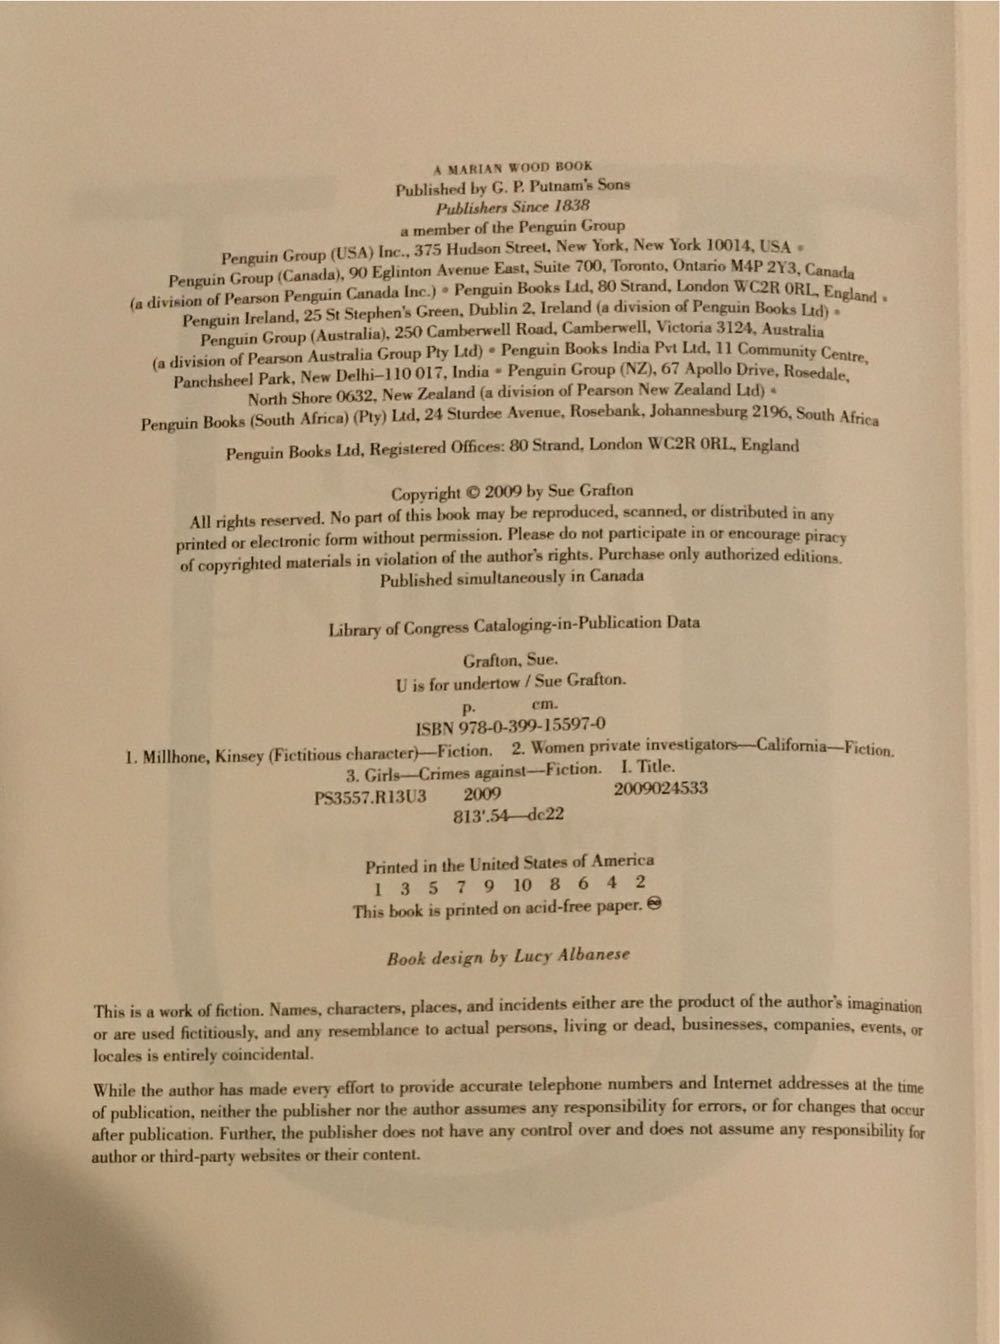 A MARIAN WOOD BOOK
Published by G. P. Putnam's Sons
Publishers Since 1838
a member of the Penguin Group
Penguin Group (USA) Inc., 375 Hudson Street, New York, New York 10014, USA •
Penguin Group (Canada), 90 Eglinton Avenue East, Suite 700, Toronto, Ontario M4P 2Y3, Canada
(a division of Pearson Penguin Canada Inc.) • Penguin Books Ltd, 80 Strand, London WC2R 0RL, England •
Penguin Ireland, 25 St Stephen's Green, Dublin 2, Ireland (a division of Penguin Books Ltd) •
Penguin Group (Australia), 250 Camberwell Road, Camberwell, Victoria 3124, Australia
(a division of Pearson Australia Group Pty Ltd) • Penguin Books India Pvt Ltd, 11 Community Centre,
Panchsheel Park, New Delhi–110 017, India • Penguin Group (NZ), 67 Apollo Drive, Rosedale,
North Shore 0632, New Zealand (a division of Pearson New Zealand Ltd) •
Penguin Books (South Africa) (Pty) Ltd, 24 Sturdee Avenue, Rosebank, Johannesburg 2196, South Africa
Penguin Books Ltd, Registered Offices: 80 Strand, London WC2R 0RL, England
Copyright © 2009 by Sue Grafton
All rights reserved. No part of this book may be reproduced, scanned, or distributed in any
printed or electronic form without permission. Please do not participate in or encourage piracy
of copyrighted materials in violation of the author's rights. Purchase only authorized editions.
Published simultaneously in Canada
Library of Congress Cataloging-in-Publication Data
Grafton, Sue.
U is for undertow / Sue Grafton.
p. cm.
ISBN 978-0-399-15597-0
1. Millhone, Kinsey (Fictitious character)—Fiction. 2. Women private investigators—California—Fiction.
3. Girls—Crimes against—Fiction. I. Title.
PS3557.R13U3 2009 2009024533
813'.54—dc22
Printed in the United States of America
1 3 5 7 9 10 8 6 4 2
This book is printed on acid-free paper. ♾
Book design by Lucy Albanese
This is a work of fiction. Names, characters, places, and incidents either are the product of the author's imagination
or are used fictitiously, and any resemblance to actual persons, living or dead, businesses, companies, events, or
locales is entirely coincidental.
While the author has made every effort to provide accurate telephone numbers and Internet addresses at the time
of publication, neither the publisher nor the author assumes any responsibility for errors, or for changes that occur
after publication. Further, the publisher does not have any control over and does not assume any responsibility for
author or third-party websites or their content.